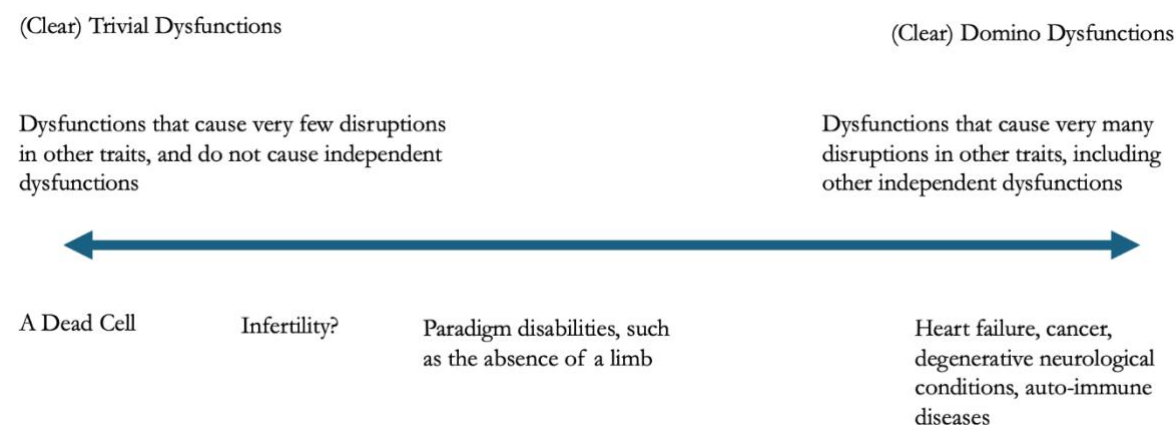 (Clear) Trivial Dysfunctions
(Clear) Domino Dysfunctions
Dysfunctions that cause very few disruptions
in other traits, and do not cause independent
dysfunctions
Dysfunctions that cause very many
disruptions in other traits, including
other independent dysfunctions
A Dead Cell
Infertility?
Paradigm disabilities, such
as the absence of a limb
Heart failure, cancer,
degenerative neurological
conditions, auto-immune
diseases